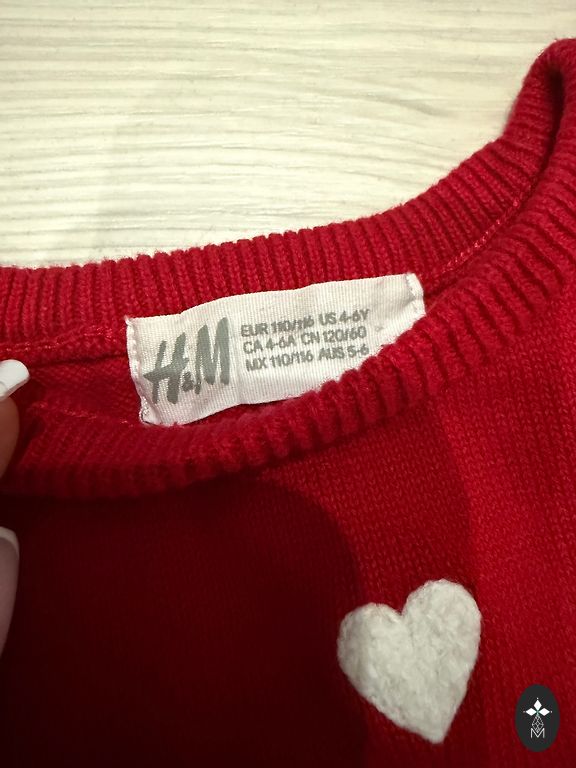 H&M
EUR 110/116 US 4-6Y
CA 4-6A CN 120/60
MX 110/116 AUS 5-6
M